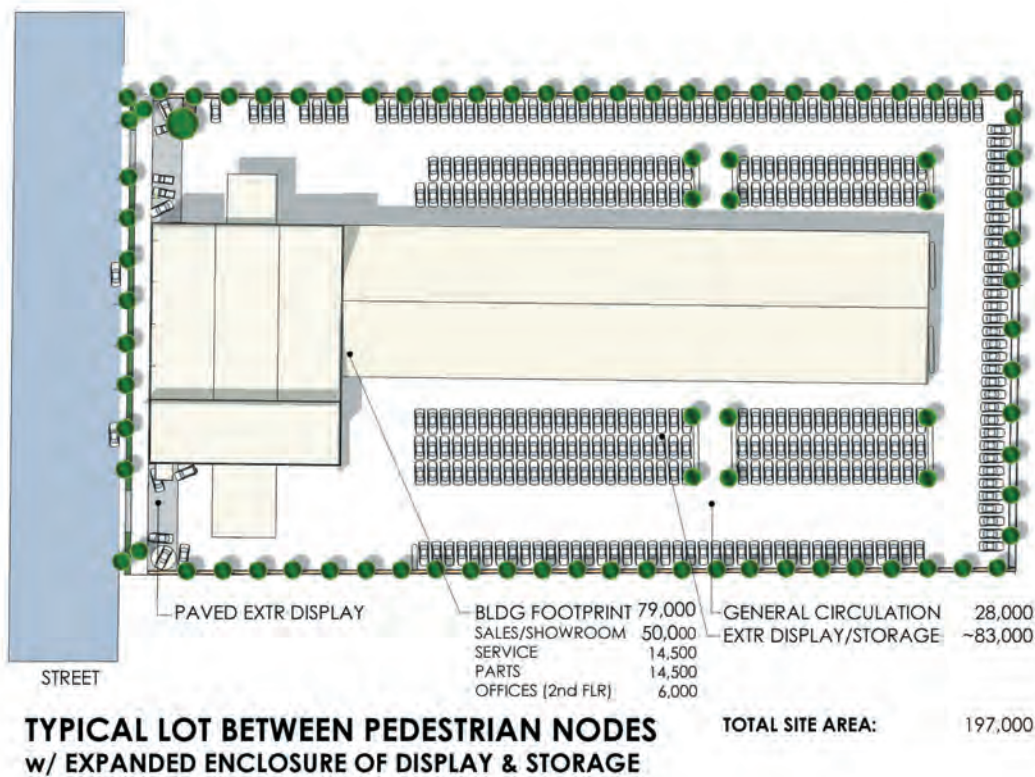 PAVED EXTR DISPLAY
BLDG FOOTPRINT 79,000
SALES/SHOWROOM 50,000
SERVICE 14,500
PARTS 14,500
OFFICES (2nd FLR) 6,000
GENERAL CIRCULATION 28,000
EXTR DISPLAY/STORAGE ~83,000
STREET
TYPICAL LOT BETWEEN PEDESTRIAN NODES
w/ EXPANDED ENCLOSURE OF DISPLAY & STORAGE
TOTAL SITE AREA: 197,000